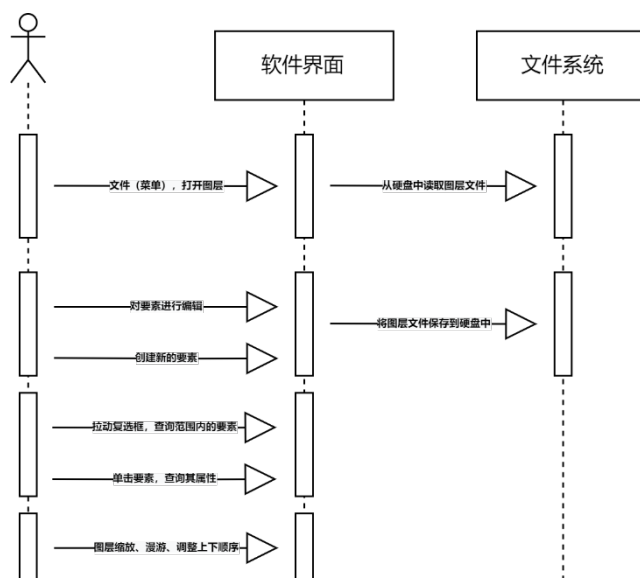 软件界面
文件系统
文件（菜单），打开图层
从硬盘中读取图层文件
对要素进行编辑
将图层文件保存到硬盘中
创建新的要素
拉动复选框，查询范围内的要素
单击要素，查询其属性
图层缩放、漫游、调整上下顺序